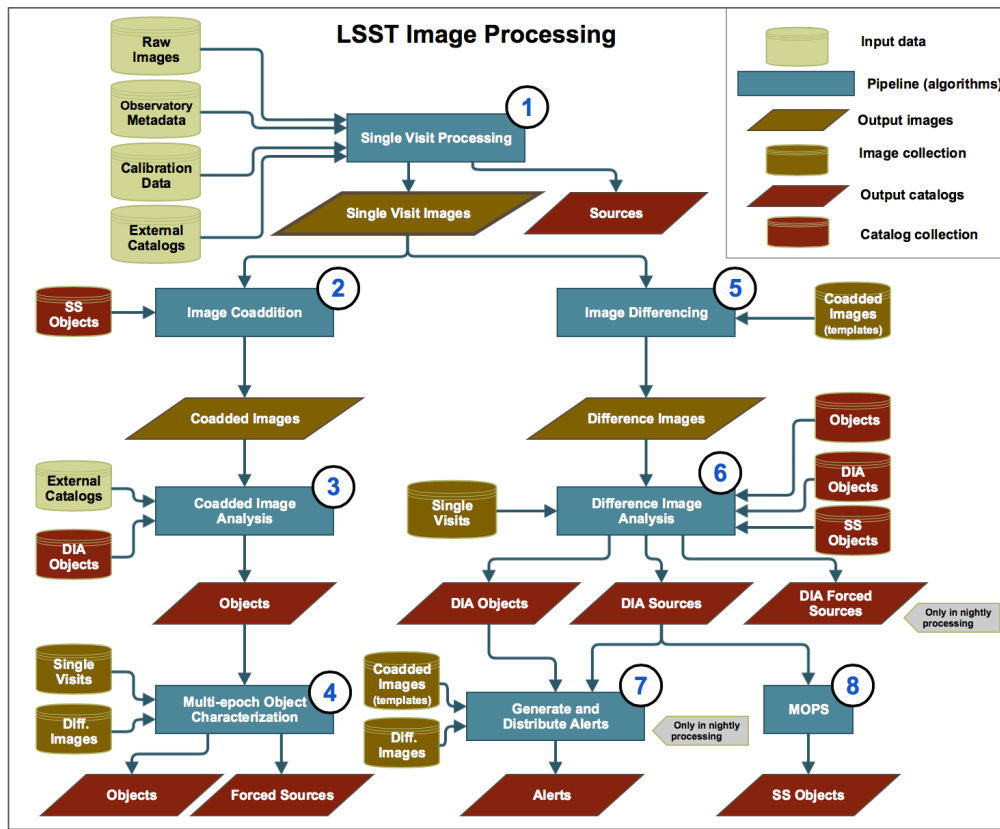 LSST Image Processing
Raw
Images
Observatory
Metadata
Calibration
Data
External
Catalogs
1
Single Visit Processing
Single Visit Images
Sources
Input data
Pipeline (algorithms)
Output images
Image collection
Output catalogs
Catalog collection
SS
Objects
2
Image Coaddition
5
Image Differencing
Coadded
Images
(templates)
Coadded Images
Difference Images
Objects
DIA
Objects
SS
Objects
External
Catalogs
DIA
Objects
3
Coadded Image
Analysis
Single
Visits
6
Difference Image
Analysis
Objects
DIA Objects
DIA Sources
DIA Forced
Sources
Only in nightly
processing
Single
Visits
Diff.
Images
4
Multi-epoch Object
Characterization
Coadded
Images
(templates)
Diff.
Images
7
Generate and
Distribute Alerts
Only in nightly
processing
8
MOPS
Objects
Forced Sources
Alerts
SS Objects